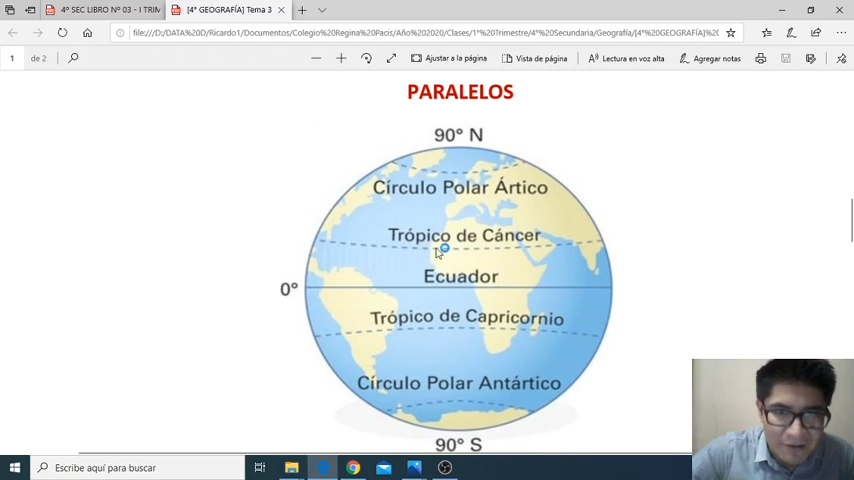 4º SEC LIBRO Nº 03 - I TRIM
[4° GEOGRAFÍA] Tema 3
file:///D:/DATA%20D/Ricardo1/Documentos/Colegio%20Regina%20Pacis/Año%202020/Clases/1°%20Trimestre/4°%20Secundaria/Geografía/[4°%20GEOGRAFÍA]%20
1
de 2
Ajustar a la página
Vista de página
Lectura en voz alta
Agregar notas
PARALELOS
90° N
Círculo Polar Ártico
Trópico de Cáncer
Ecuador
0°
Trópico de Capricornio
Círculo Polar Antártico
90° S
Escribe aquí para buscar